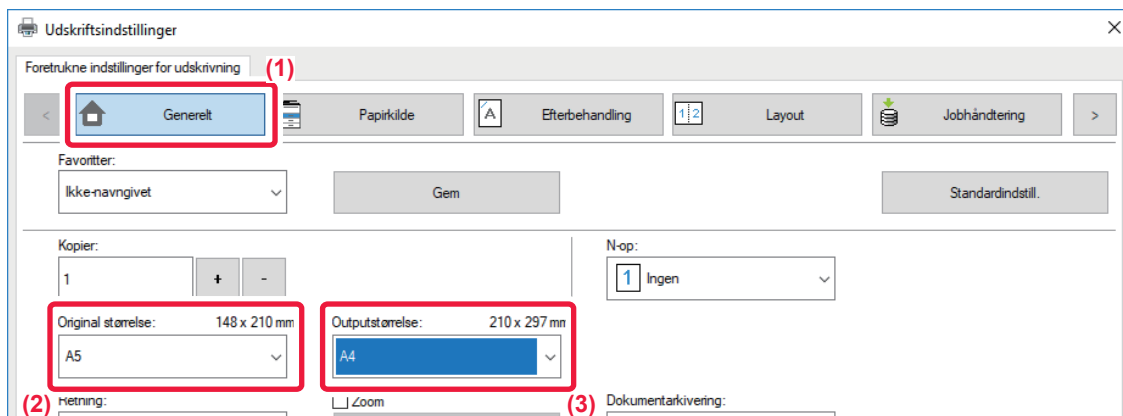 Udskriftsindstillinger
Foretrukne indstillinger for udskrivning
(1)
< Generelt Papirkilde Efterbehandling Layout Jobhåndtering >
Favoritter:
Ikke-navngivet Gem Standardindstill.
Kopier: N-op:
1 + - 1 Ingen
Original størrelse: 148 x 210 mm Outputstørrelse: 210 x 297 mm
A5 A4
(2) Retning: Zoom (3) Dokumentarkivering: